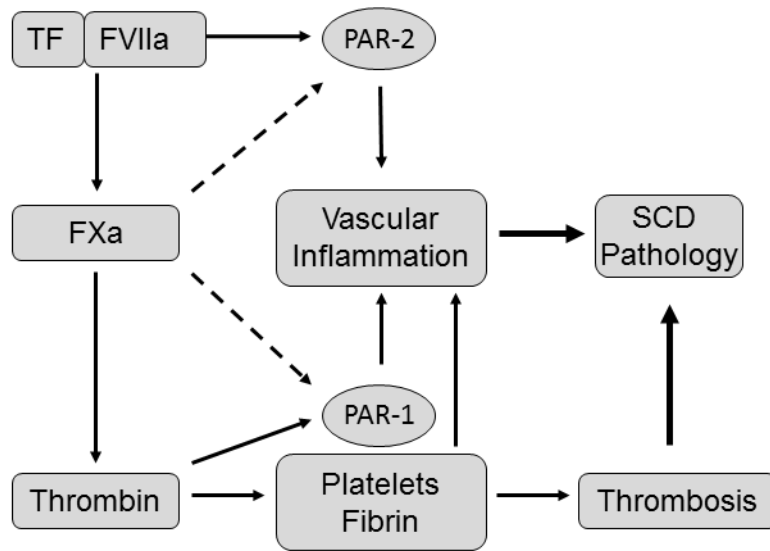 TF FVIIa
PAR-2
FXa
Vascular
Inflammation
SCD
Pathology
PAR-1
Thrombin
Platelets
Fibrin
Thrombosis